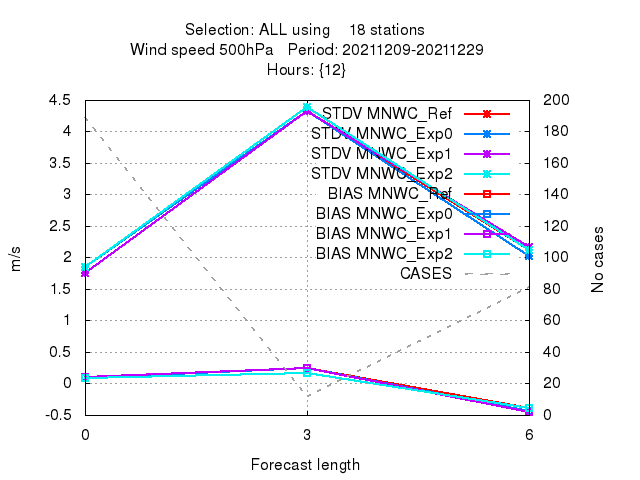 Selection: ALL using 18 stations
Wind speed 500hPa Period: 20211209-20211229
Hours: {12}
4.5
4
3.5
3
2.5
2
1.5
1
0.5
0
-0.5
m/s
200
180
160
140
120
100
80
60
40
20
0
No cases
STDV MNWC_Ref
STDV MNWC_Exp0
STDV MNWC_Exp1
STDV MNWC_Exp2
BIAS MNWC_Ref
BIAS MNWC_Exp0
BIAS MNWC_Exp1
BIAS MNWC_Exp2
CASES
0 3 6
Forecast length